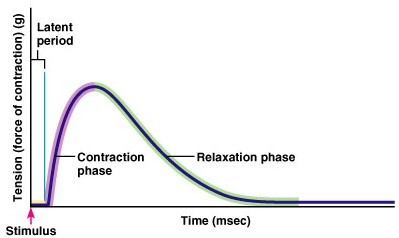 Tension (force of contraction) (g)
Latent
period
Contraction
phase
Relaxation phase
Time (msec)
Stimulus